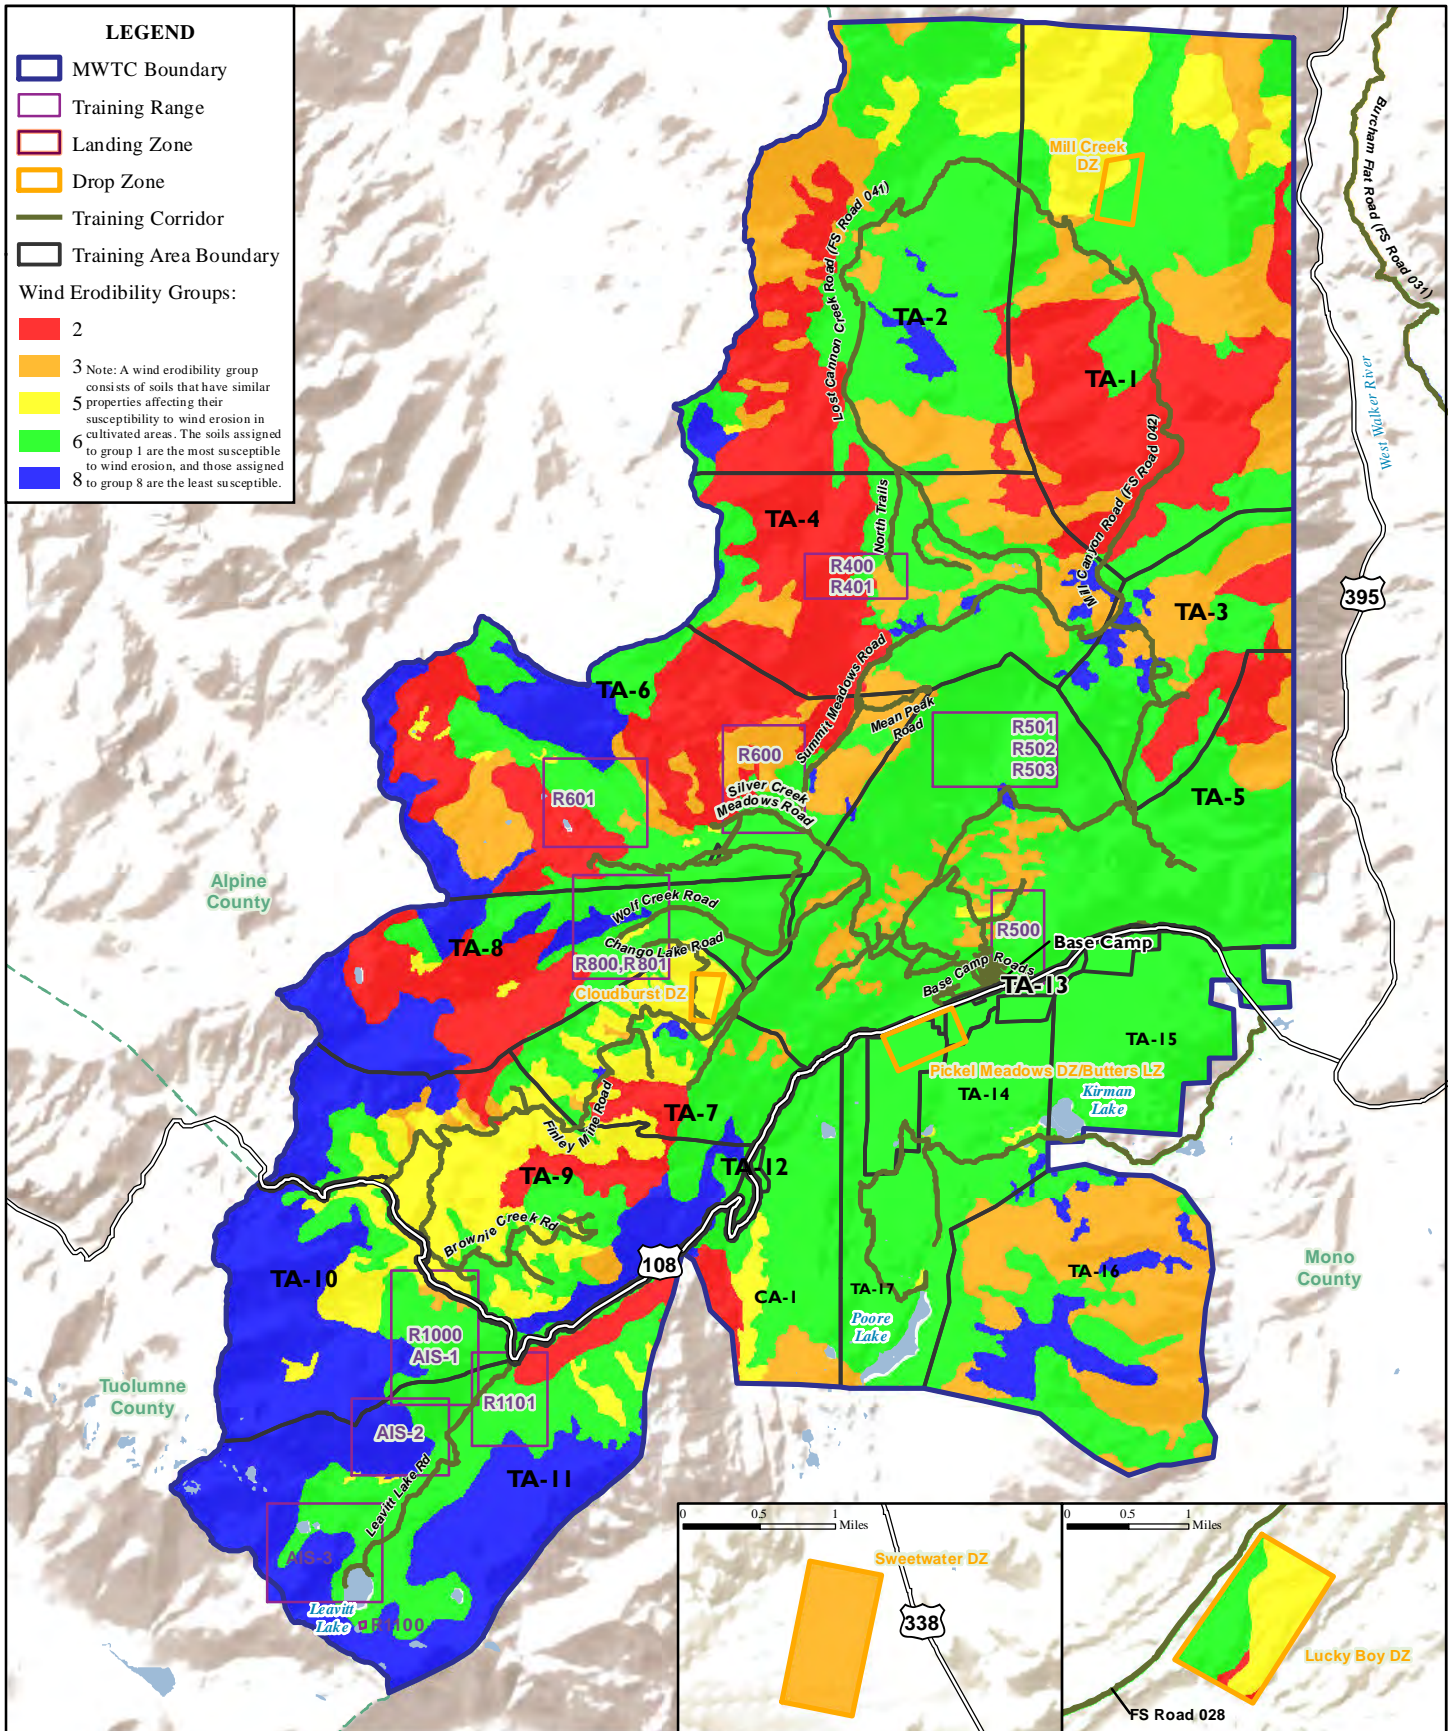 LEGEND
MWTC Boundary
Training Range
Landing Zone
Drop Zone
Training Corridor
Training Area Boundary
Wind Erodibility Groups:
2
3
5
6
8
Note: A wind erodibility group
consists of soils that have similar
properties affecting their
susceptibility to wind erosion in
cultivated areas. The soils assigned
to group 1 are the most susceptible
to wind erosion, and those assigned
to group 8 are the least susceptible.
Mill Creek
DZ
Burcham Flat Road (FS Road 031)
Lost Cannon Creek Road (FS Road 041)
TA-2
TA-1
West Walker River
Mill Canyon Road (FS Road 042)
North Trails
TA-4
R400
R401
395
TA-3
TA-6
Summit Meadows Road
Mean Peak
Road
R501
R502
R503
R600
Silver Creek
Meadows Road
R601
TA-5
Alpine
County
Wolf Creek Road
Chango Lake Road
TA-8
R800,R801
Cloudburst DZ
R500
Base Camp
Base Camp Roads
TA-13
TA-15
Pickel Meadows DZ/Butters LZ
TA-14
Kirman
Lake
Finley Mine Road
TA-7
TA-12
TA-9
Brownie Creek Rd
108
TA-10
TA-16
Mono
County
CA-1
TA-17
Poore
Lake
R1000
AIS-1
Tuolumne
County
R1101
AIS-2
TA-11
Leavitt Lake Rd
AIS-3
Leavitt
Lake
R1100
0 0.5 1
Miles
Sweetwater DZ
338
0 0.5 1
Miles
Lucky Boy DZ
FS Road 028